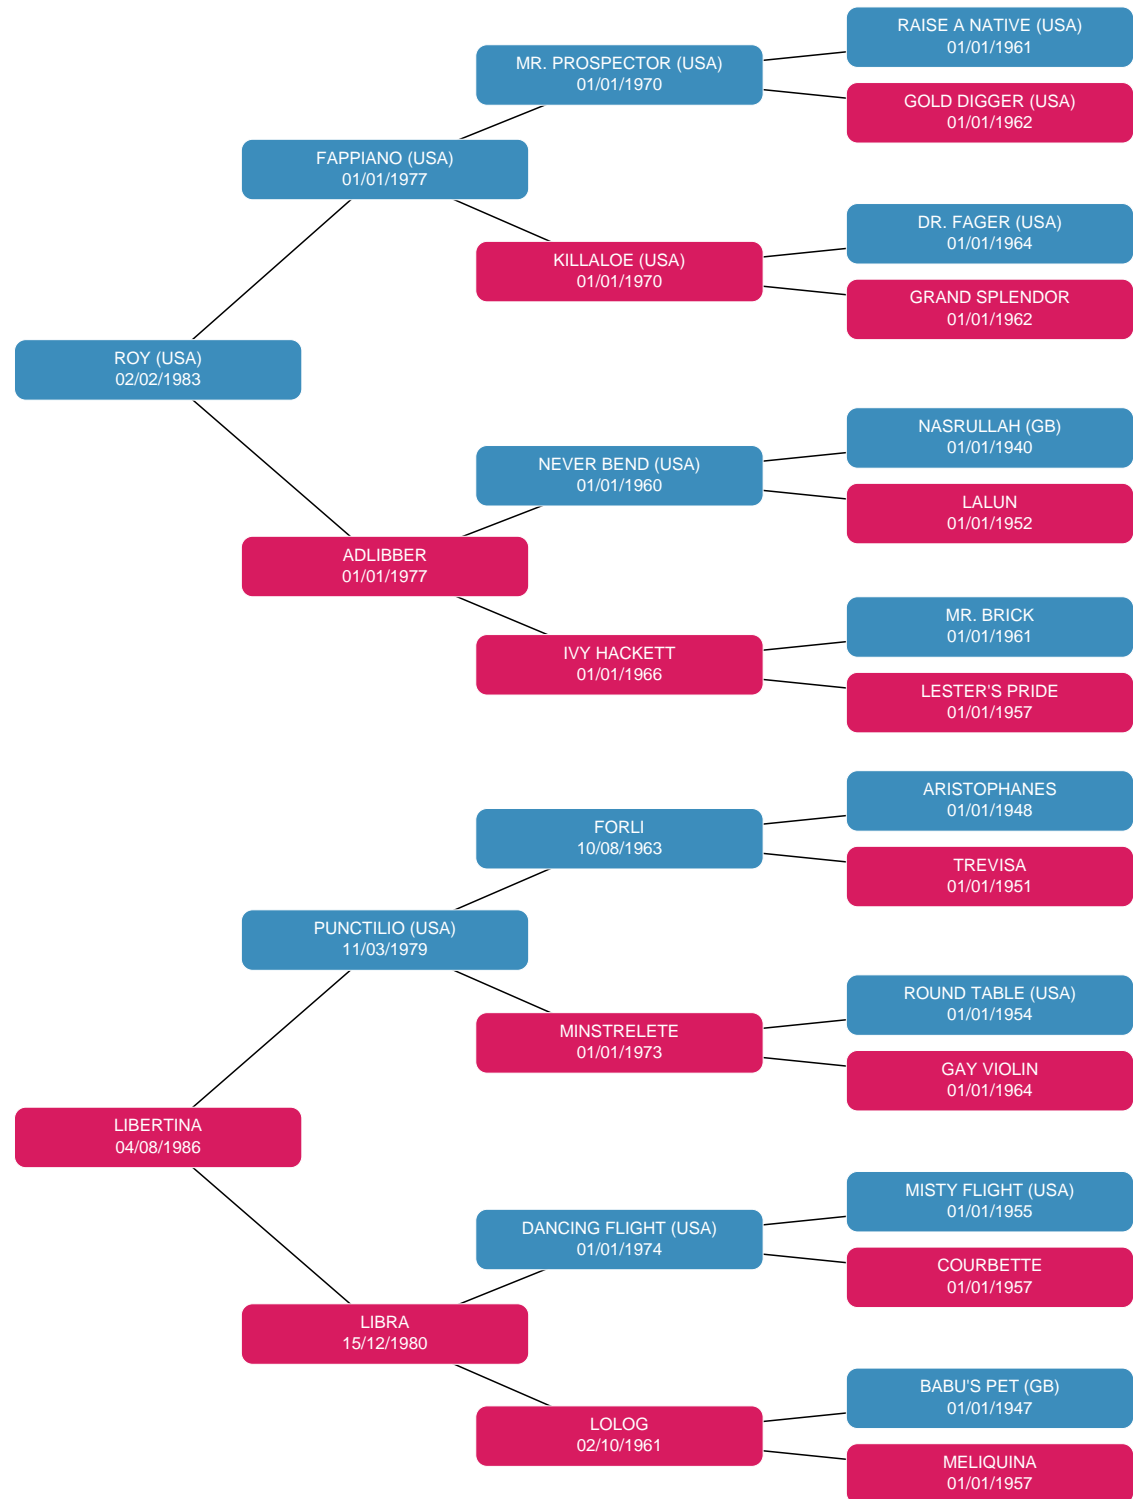 RAISE A NATIVE (USA)
01/01/1961
MR. PROSPECTOR (USA)
01/01/1970
GOLD DIGGER (USA)
01/01/1962
FAPPIANO (USA)
01/01/1977
DR. FAGER (USA)
01/01/1964
KILLALOE (USA)
01/01/1970
GRAND SPLENDOR
01/01/1962
ROY (USA)
02/02/1983
NASRULLAH (GB)
01/01/1940
NEVER BEND (USA)
01/01/1960
LALUN
01/01/1952
ADLIBBER
01/01/1977
MR. BRICK
01/01/1961
IVY HACKETT
01/01/1966
LESTER'S PRIDE
01/01/1957
ARISTOPHANES
01/01/1948
FORLI
10/08/1963
TREVISA
01/01/1951
PUNCTILIO (USA)
11/03/1979
ROUND TABLE (USA)
01/01/1954
MINSTRELETE
01/01/1973
GAY VIOLIN
01/01/1964
LIBERTINA
04/08/1986
MISTY FLIGHT (USA)
01/01/1955
DANCING FLIGHT (USA)
01/01/1974
COURBETTE
01/01/1957
LIBRA
15/12/1980
BABU'S PET (GB)
01/01/1947
LOLOG
02/10/1961
MELIQUINA
01/01/1957